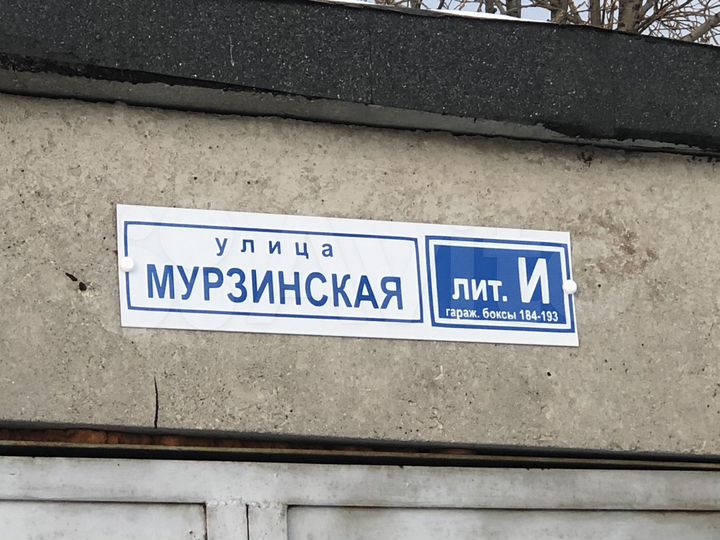 улица
МУРЗИНСКАЯ
лит. И
гараж. боксы 184-193